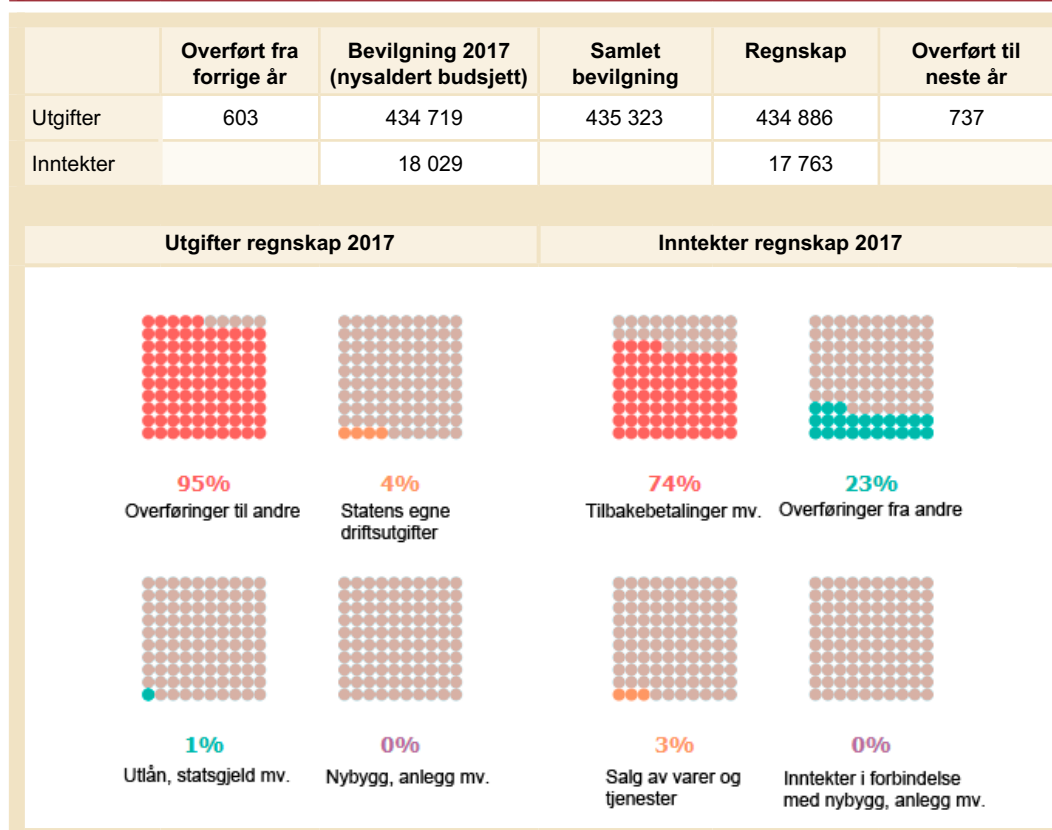 Overført fra forrige år
Bevilgning 2017 (nysaldert budsjett)
Samlet bevilgning
Regnskap
Overført til neste år
Utgifter 603 434 719 435 323 434 886 737
Inntekter 18 029 17 763
Utgifter regnskap 2017
Inntekter regnskap 2017
95%
Overføringer til andre
4%
Statens egne
driftsutgifter
74%
Tilbakebetalinger mv.
23%
Overføringer fra andre
1%
Utlån, statsgjeld mv.
0%
Nybygg, anlegg mv.
3%
Salg av varer og
tjenester
0%
Inntekter i forbindelse
med nybygg, anlegg mv.